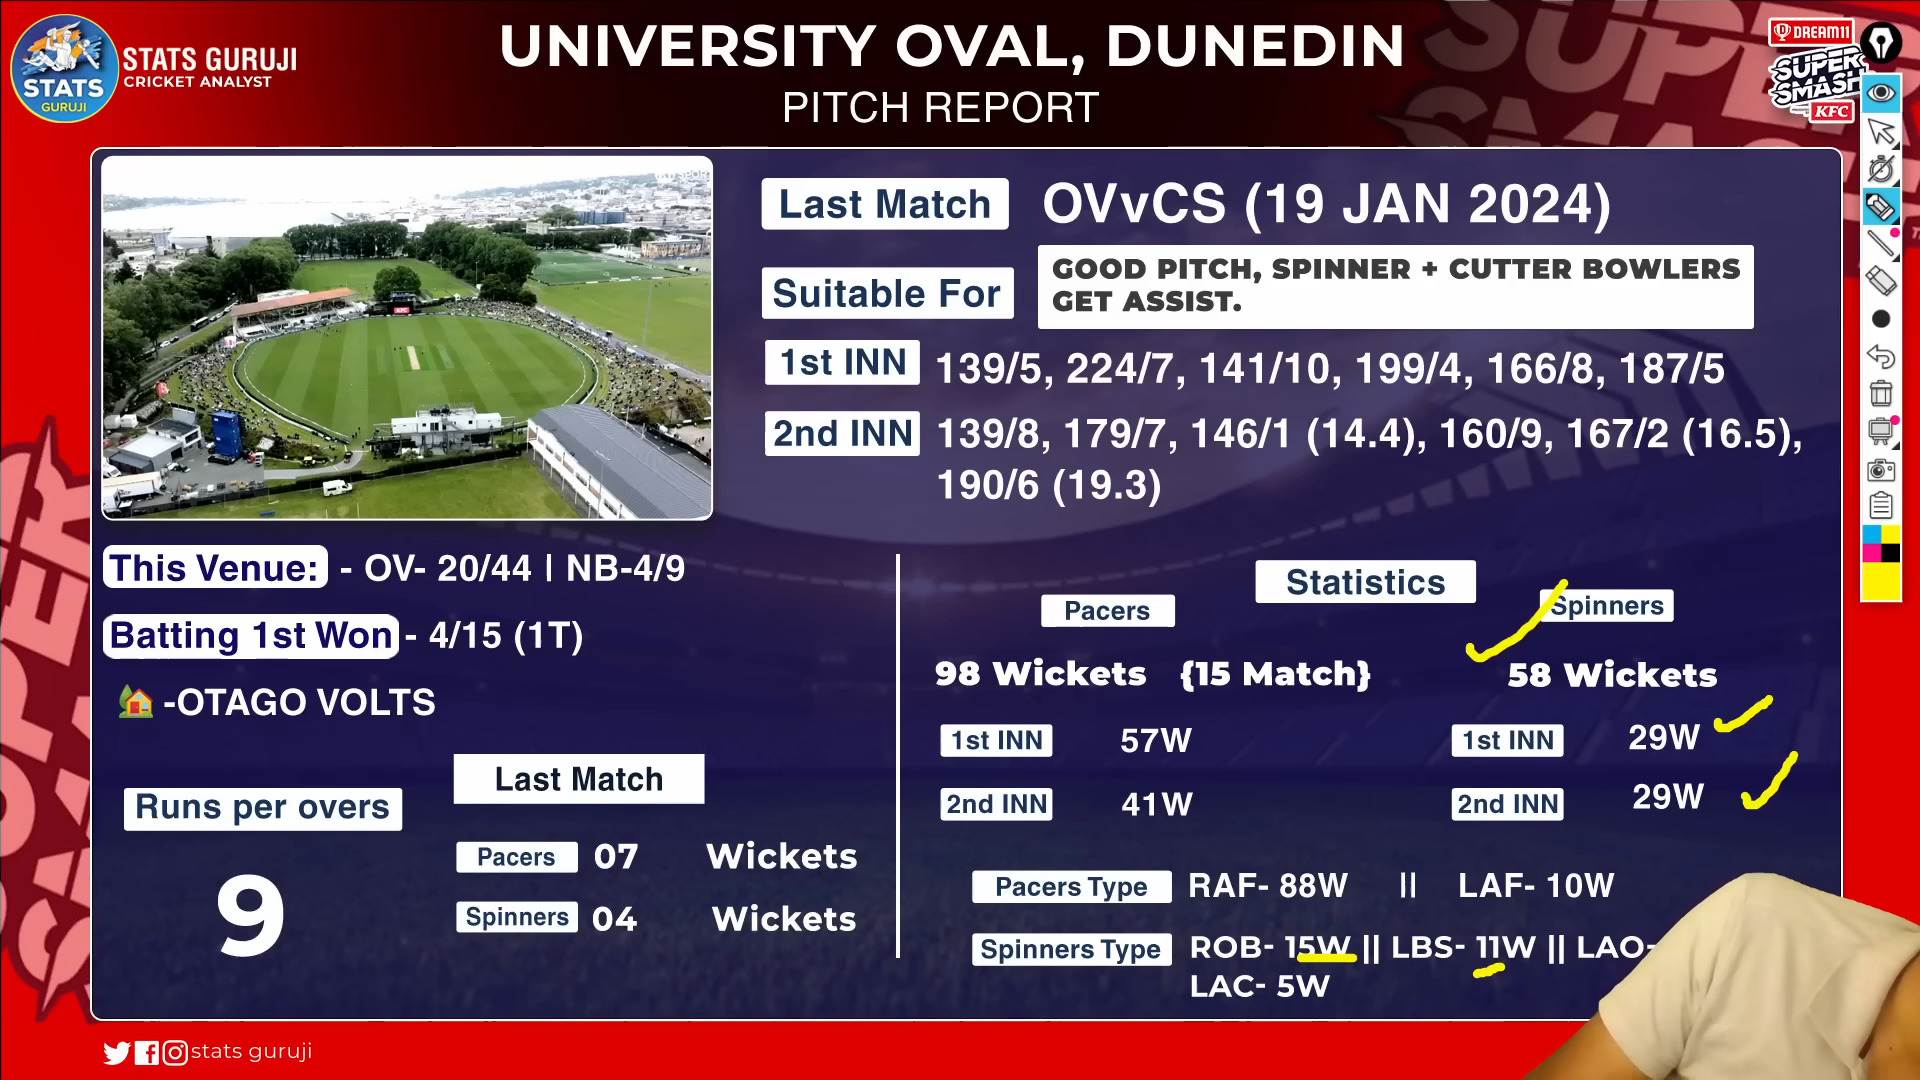 STATS GURUJI
CRICKET ANALYST
STATS
GURUJI
UNIVERSITY OVAL, DUNEDIN
PITCH REPORT
DREAM11
SUPER
SMASH
KFC
Last Match OVvCS (19 JAN 2024)
Suitable For GOOD PITCH, SPINNER + CUTTER BOWLERS
GET ASSIST.
1st INN 139/5, 224/7, 141/10, 199/4, 166/8, 187/5
2nd INN 139/8, 179/7, 146/1 (14.4), 160/9, 167/2 (16.5),
190/6 (19.3)
This Venue: - OV- 20/44 | NB-4/9
Batting 1st Won - 4/15 (1T)
🏡 -OTAGO VOLTS
Runs per overs
9
Last Match
Pacers 07 Wickets
Spinners 04 Wickets
Statistics
Pacers Spinners
98 Wickets {15 Match} 58 Wickets
1st INN 57W 1st INN 29W
2nd INN 41W 2nd INN 29W
Pacers Type RAF- 88W || LAF- 10W
Spinners Type ROB- 15W || LBS- 11W || LAO-
LAC- 5W
stats guruji